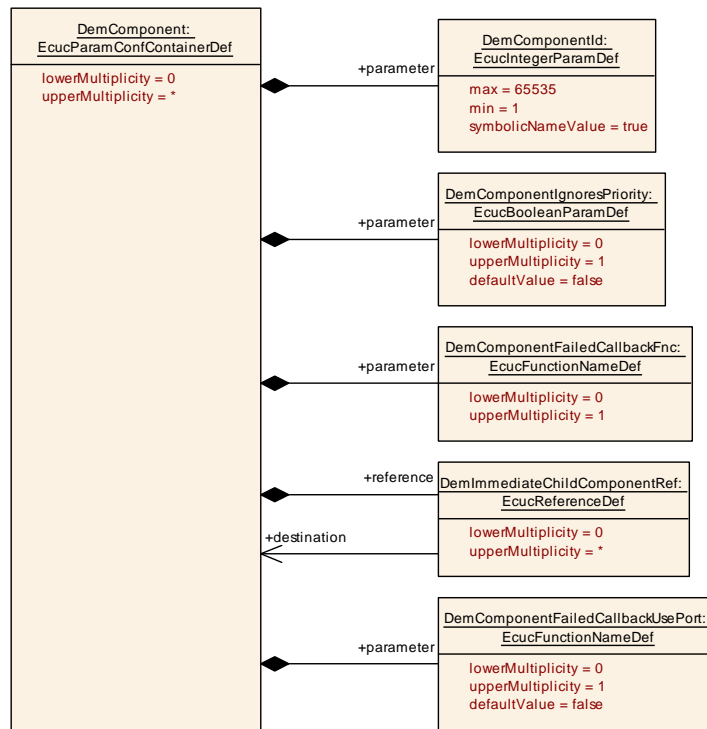 DemComponent:
EcucParamConfContainerDef
lowerMultiplicity = 0
upperMultiplicity = *
+parameter
DemComponentId:
EcucIntegerParamDef
max = 65535
min = 1
symbolicNameValue = true
+parameter
DemComponentIgnoresPriority:
EcucBooleanParamDef
lowerMultiplicity = 0
upperMultiplicity = 1
defaultValue = false
+parameter
DemComponentFailedCallbackFnc:
EcucFunctionNameDef
lowerMultiplicity = 0
upperMultiplicity = 1
+reference
+destination
DemImmediateChildComponentRef:
EcucReferenceDef
lowerMultiplicity = 0
upperMultiplicity = *
+parameter
DemComponentFailedCallbackUsePort:
EcucFunctionNameDef
lowerMultiplicity = 0
upperMultiplicity = 1
defaultValue = false